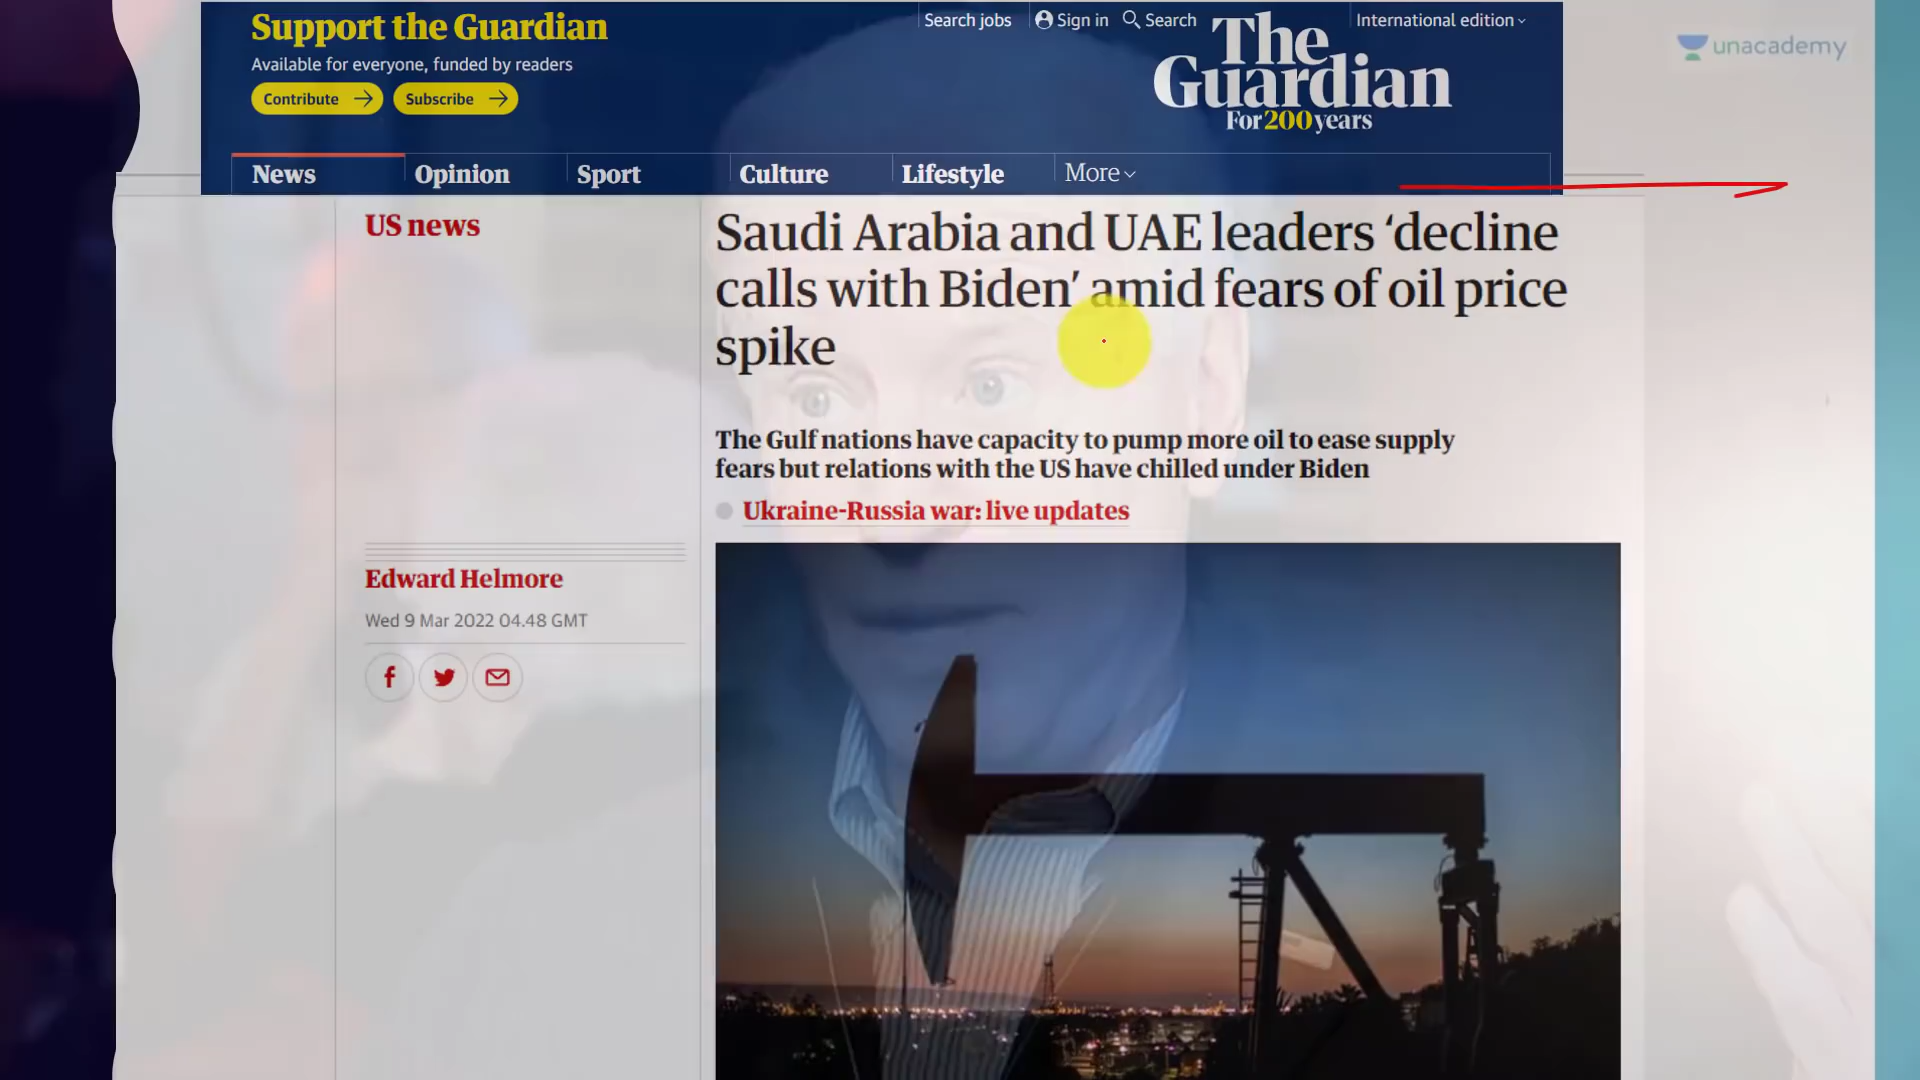 Support the Guardian
Available for everyone, funded by readers
Contribute
Subscribe
Search jobs
Sign in
Search
International edition
The
Guardian
For 200 years
unacademy
News
Opinion
Sport
Culture
Lifestyle
More
US news
Saudi Arabia and UAE leaders ‘decline
calls with Biden’ amid fears of oil price
spike
The Gulf nations have capacity to pump more oil to ease supply
fears but relations with the US have chilled under Biden
Ukraine-Russia war: live updates
Edward Helmore
Wed 9 Mar 2022 04.48 GMT